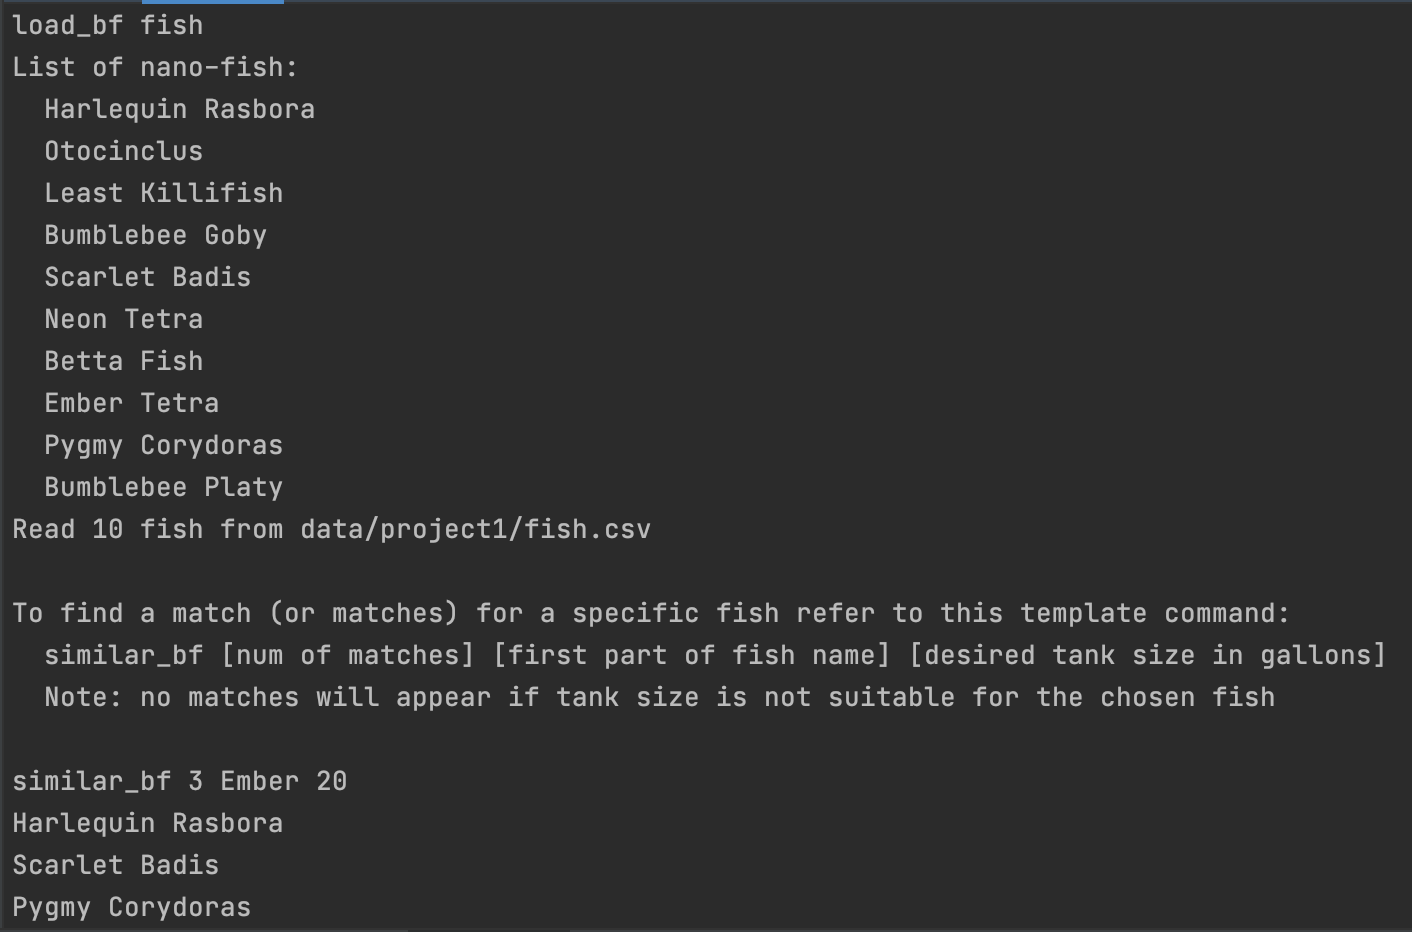 load_bf fish
List of nano-fish:
  Harlequin Rasbora
  Otocinclus
  Least Killifish
  Bumblebee Goby
  Scarlet Badis
  Neon Tetra
  Betta Fish
  Ember Tetra
  Pygmy Corydoras
  Bumblebee Platy
Read 10 fish from data/project1/fish.csv

To find a match (or matches) for a specific fish refer to this template command:
  similar_bf [num of matches] [first part of fish name] [desired tank size in gallons]
  Note: no matches will appear if tank size is not suitable for the chosen fish

similar_bf 3 Ember 20
Harlequin Rasbora
Scarlet Badis
Pygmy Corydoras